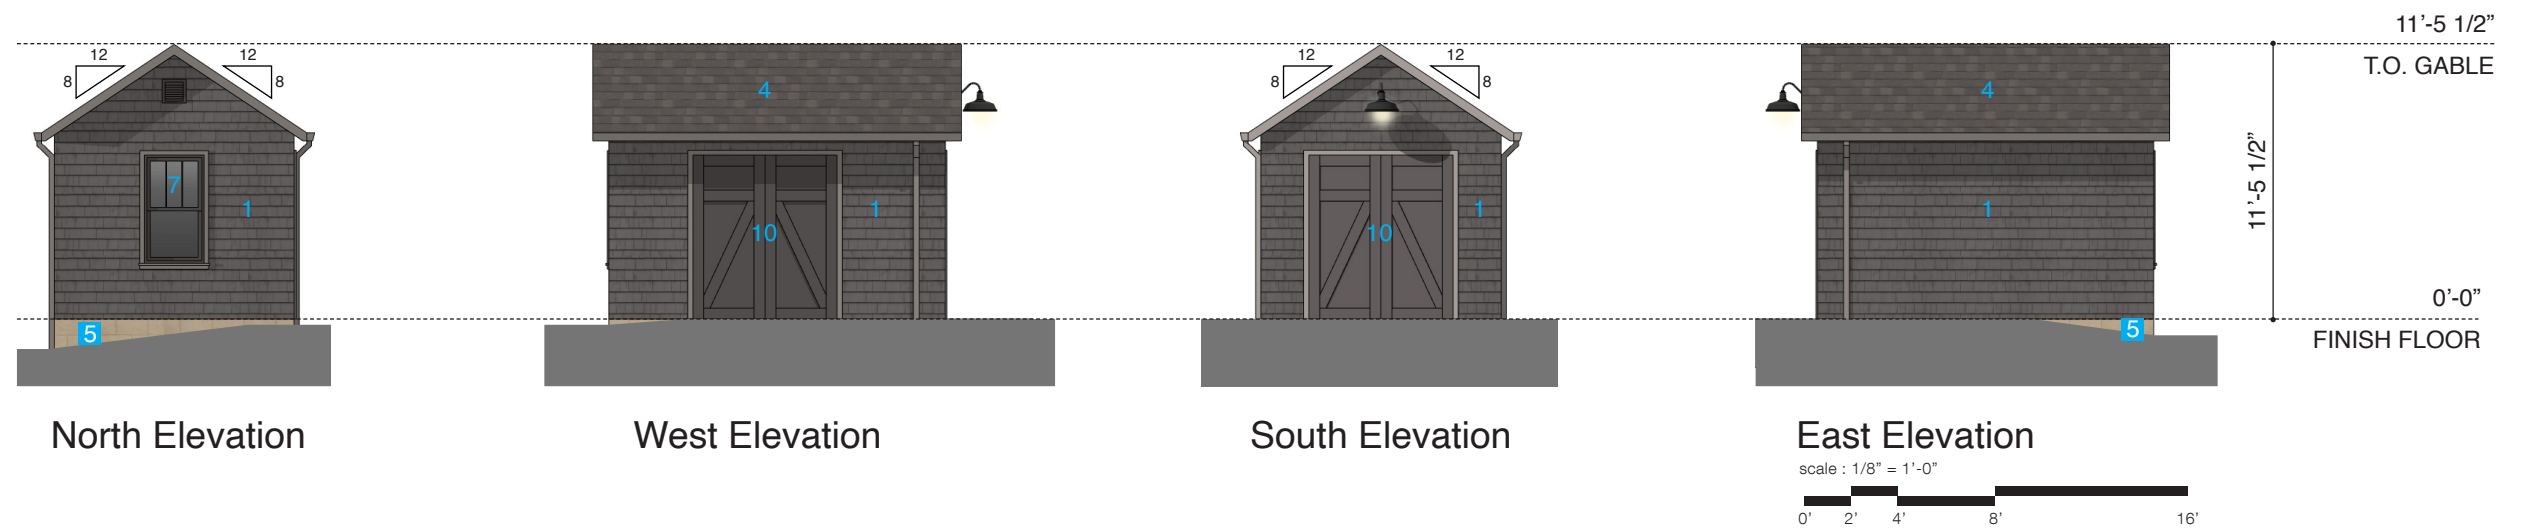 11’-5 1/2”
T.O. GABLE
12
12
8
8
7
1
5
4
10
1
12
12
8
8
10
1
4
1
5
11’-5 1/2”
0’-0”
FINISH FLOOR
North Elevation
West Elevation
South Elevation
East Elevation
scale : 1/8” = 1’-0”
0’ 2’ 4’ 8’ 16’